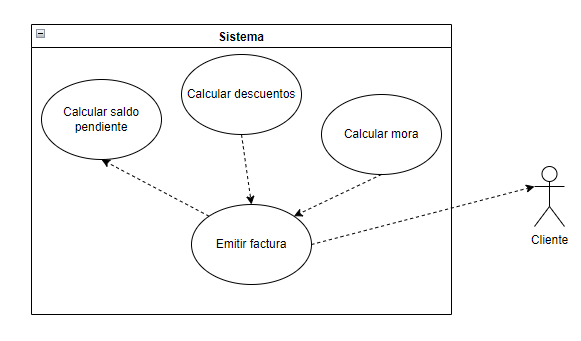 Sistema
Calcular saldo
pendiente
Calcular descuentos
Calcular mora
Emitir factura
Cliente